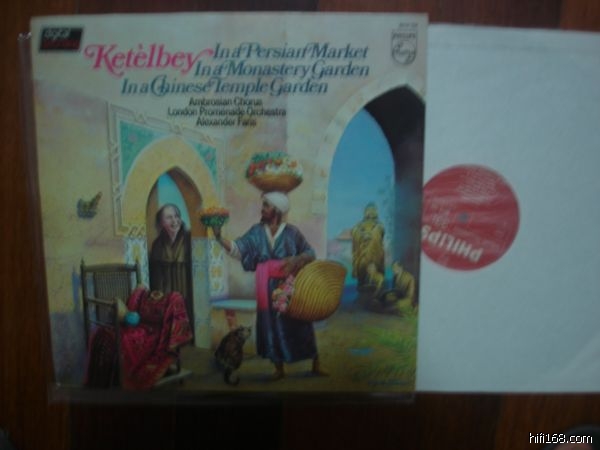 digital
PHILIPS
Ketèlbey
In a Persian Market
In a Monastery Garden
In a Chinese Temple Garden
Ambrosian Chorus
London Promenade Orchestra
Alexander Faris
PHILIPS
hifi168.com